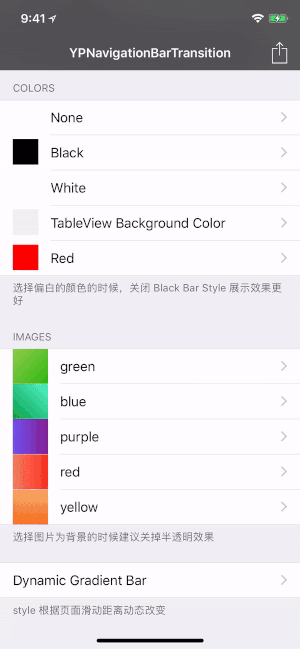 9:41
YPNavigationBarTransition
COLORS
None
Black
White
TableView Background Color
Red
选择偏白的颜色的时候，关闭 Black Bar Style 展示效果更
好
IMAGES
green
blue
purple
red
yellow
选择图片为背景的时候建议关掉半透明效果
Dynamic Gradient Bar
style 根据页面滑动距离动态改变